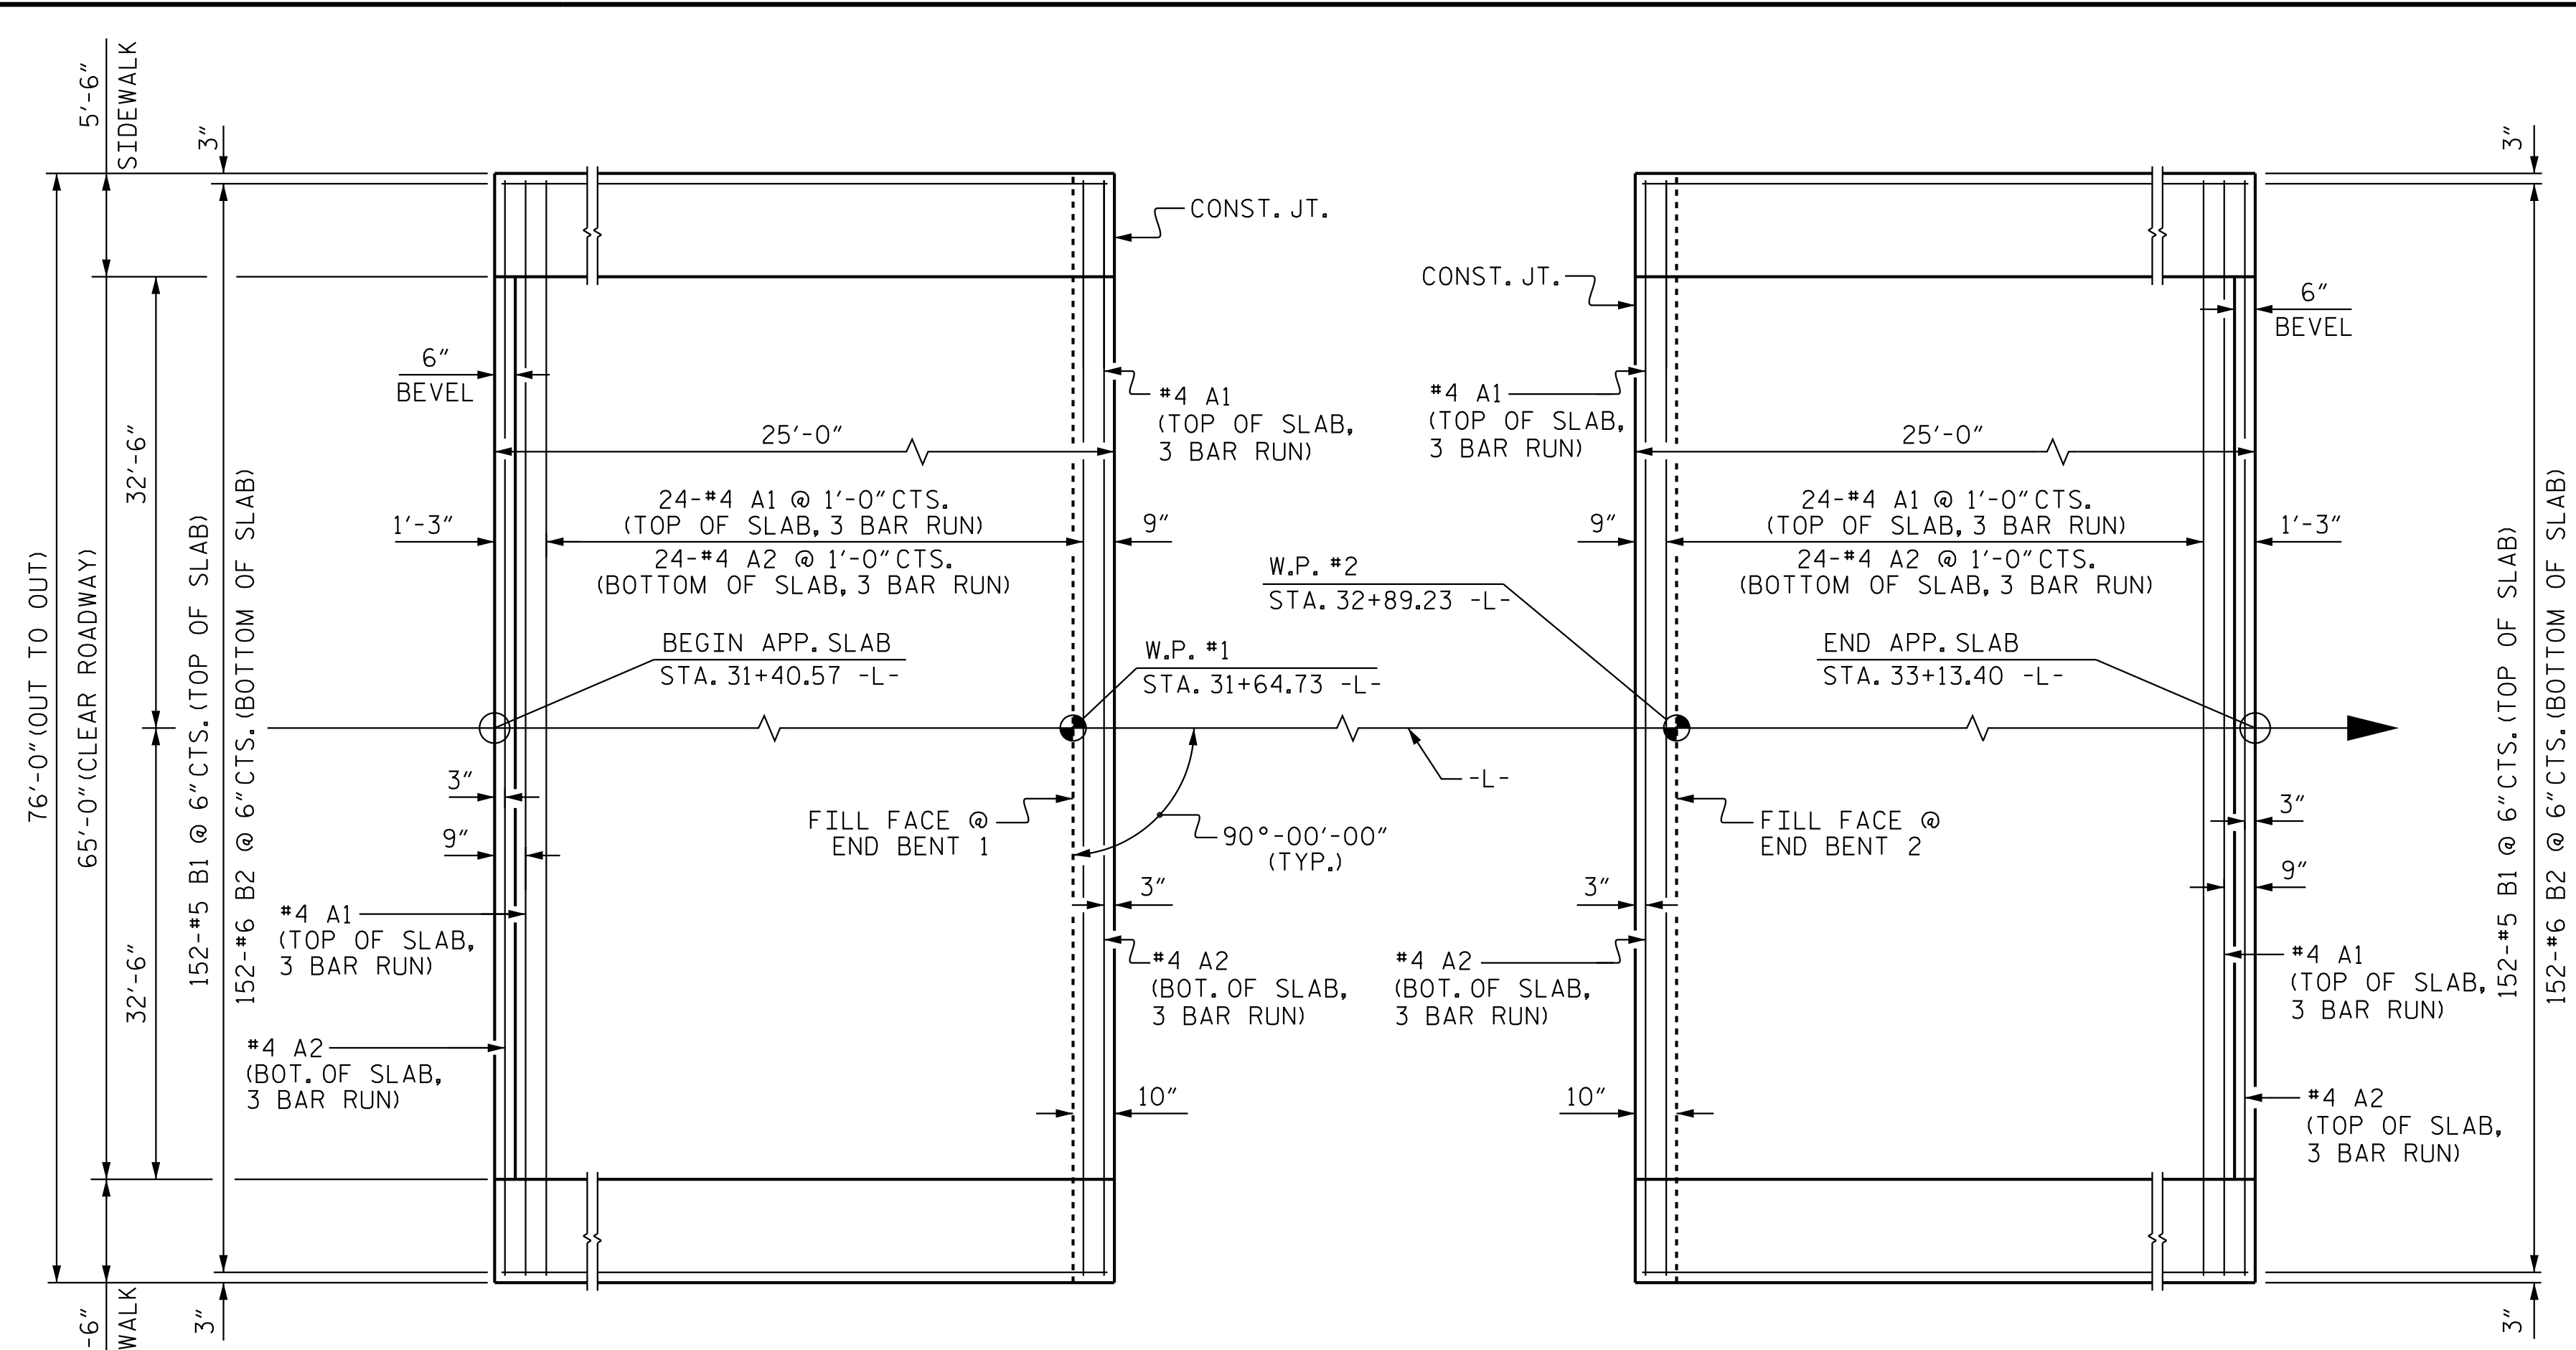 5'-6"
SIDEWALK
3"
76'-0" (OUT TO OUT)
65'-0" (CLEAR ROADWAY)
32'-6"
32'-6"
152-#5 B1 @ 6" CTS. (TOP OF SLAB)
152-#6 B2 @ 6" CTS. (BOTTOM OF SLAB)
-6"
WALK
3"
6"
BEVEL
25'-0"
1'-3"
24-#4 A1 @ 1'-0" CTS.
(TOP OF SLAB, 3 BAR RUN)
24-#4 A2 @ 1'-0" CTS.
(BOTTOM OF SLAB, 3 BAR RUN)
9"
BEGIN APP. SLAB
STA. 31+40.57 -L-
3"
9"
#4 A1
(TOP OF SLAB,
3 BAR RUN)
#4 A2
(BOT. OF SLAB,
3 BAR RUN)
FILL FACE @
END BENT 1
CONST. JT.
#4 A1
(TOP OF SLAB,
3 BAR RUN)
W.P. #1
STA. 31+64.73 -L-
90°-00'-00"
(TYP.)
3"
#4 A2
(BOT. OF SLAB,
3 BAR RUN)
10"
W.P. #2
STA. 32+89.23 -L-
-L-
CONST. JT.
#4 A1
(TOP OF SLAB,
3 BAR RUN)
9"
3"
#4 A2
(BOT. OF SLAB,
3 BAR RUN)
10"
25'-0"
24-#4 A1 @ 1'-0" CTS.
(TOP OF SLAB, 3 BAR RUN)
24-#4 A2 @ 1'-0" CTS.
(BOTTOM OF SLAB, 3 BAR RUN)
END APP. SLAB
STA. 33+13.40 -L-
FILL FACE @
END BENT 2
6"
BEVEL
1'-3"
3"
9"
#4 A1
(TOP OF SLAB,
3 BAR RUN)
#4 A2
(TOP OF SLAB,
3 BAR RUN)
3"
152-#5 B1 @ 6" CTS. (TOP OF SLAB)
152-#6 B2 @ 6" CTS. (BOTTOM OF SLAB)
3"